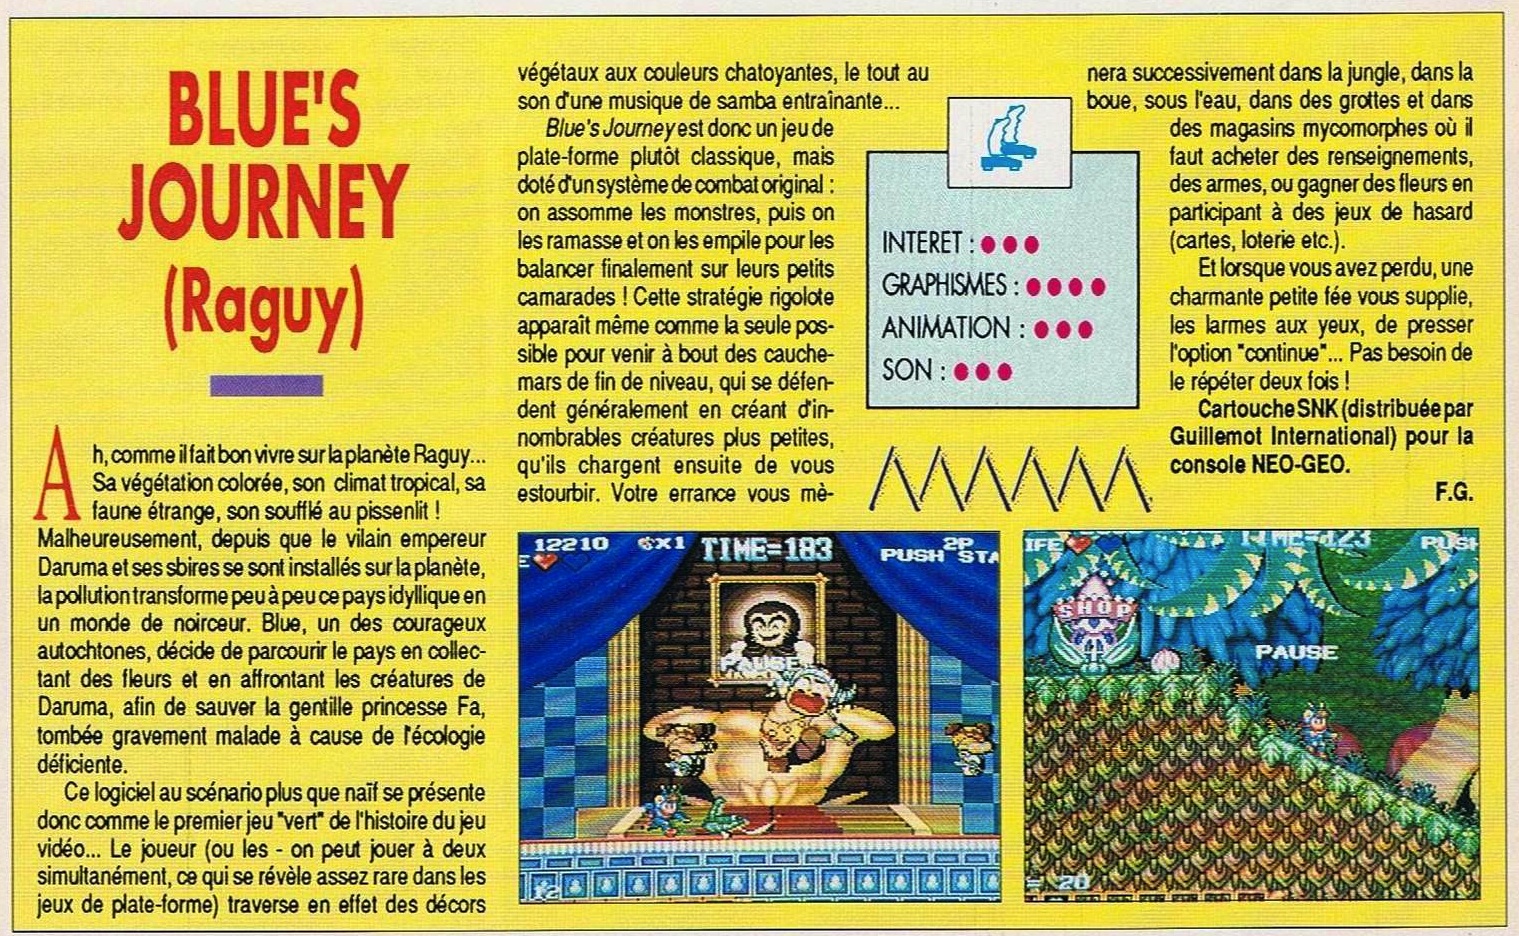 BLUE'S
JOURNEY
(Raguy)
Ah, comme il fait bon vivre sur la planète Raguy...
Sa végétation colorée, son climat tropical, sa
faune étrange, son soufflé au pissenlit !
Malheureusement, depuis que le vilain empereur
Daruma et ses sbires se sont installés sur la planète,
la pollution transforme peu à peu ce pays idyllique en
un monde de noirceur. Blue, un des courageux
autochtones, décide de parcourir le pays en collec-
tant des fleurs et en affrontant les créatures de
Daruma, afin de sauver la gentille princesse Fa,
tombée gravement malade à cause de l'écologie
déficiente.
Ce logiciel au scénario plus que naïf se présente
donc comme le premier jeu "vert" de l'histoire du jeu
vidéo... Le joueur (ou les - on peut jouer à deux
simultanément, ce qui se révèle assez rare dans les
jeux de plate-forme) traverse en effet des décors
végétaux aux couleurs chatoyantes, le tout au
son d'une musique de samba entraînante...
Blue's Journey est donc un jeu de
plate-forme plutôt classique, mais
doté d'un système de combat original :
on assomme les monstres, puis on
les ramasse et on les empile pour les
balancer finalement sur leurs petits
camarades ! Cette stratégie rigolote
apparaît même comme la seule pos-
sible pour venir à bout des cauche-
mars de fin de niveau, qui se défen-
dent généralement en créant d'in-
nombrables créatures plus petites,
qu'ils chargent ensuite de vous
estourbir. Votre errance vous mè-
nera successivement dans la jungle, dans la
boue, sous l'eau, dans des grottes et dans
des magasins mycomorphes où il
faut acheter des renseignements,
des armes, ou gagner des fleurs en
participant à des jeux de hasard
(cartes, loterie etc.).
Et lorsque vous avez perdu, une
charmante petite fée vous supplie,
les larmes aux yeux, de presser
l'option "continue"... Pas besoin de
le répéter deux fois !
Cartouche SNK (distribuée par
Guillemot International) pour la
console NEO-GEO.
F.G.
INTERET : ●●●
GRAPHISMES : ●●●●
ANIMATION : ●●●
SON : ●●●
12210 X1 TIME=183 2P
E PUSH STA
PAUSE
x2
IFE TIME=123 PUSH
SHOP
PAUSE
= 20